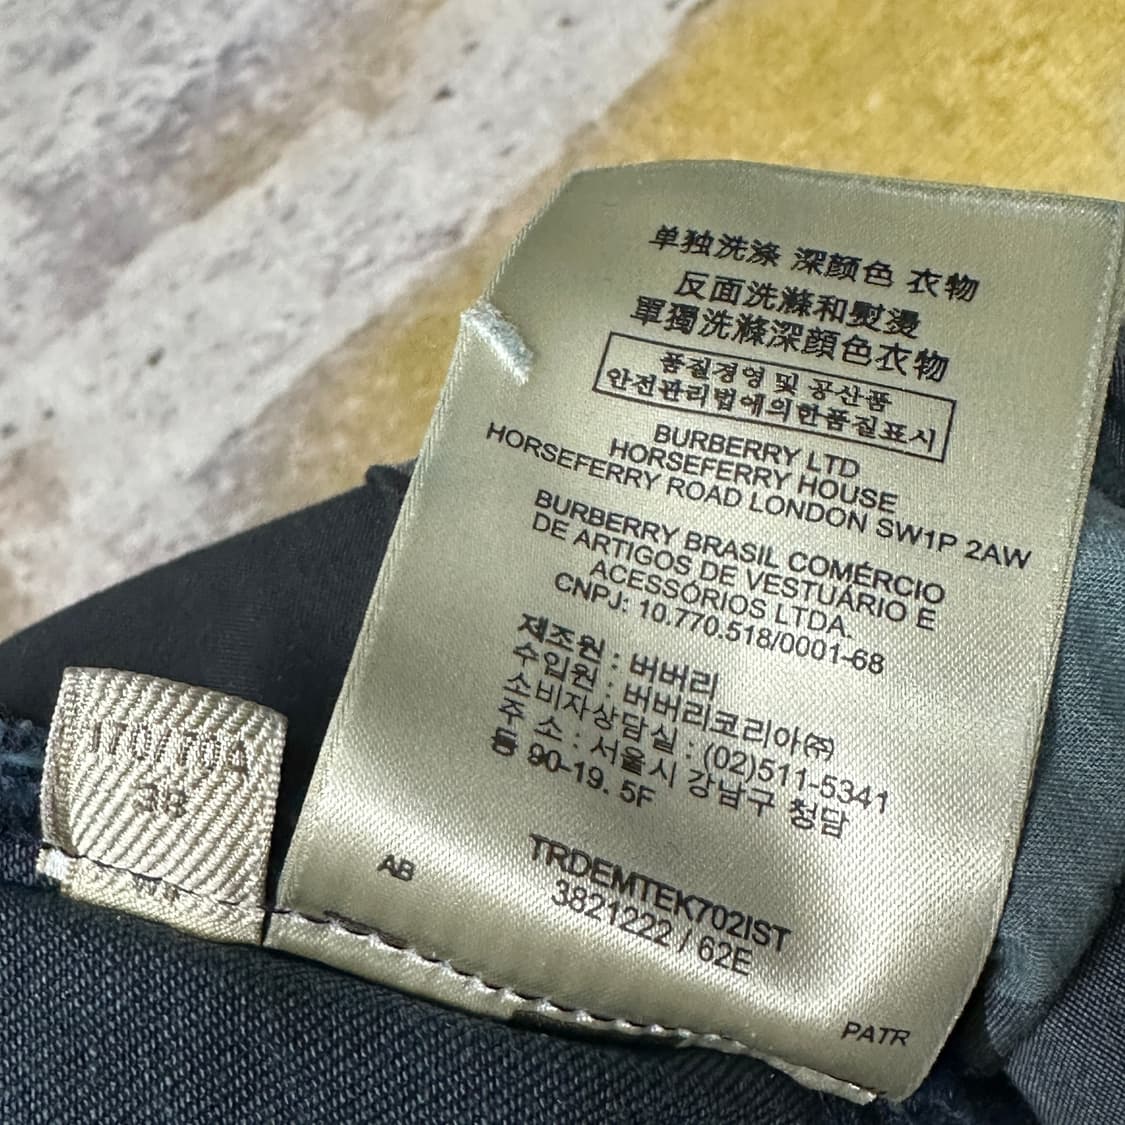 单独洗涤 深颜色 衣物
反面洗滌和熨燙
單獨洗滌深顔色衣物
품질경영 및 공산품
안전관리법에의한품질표시
BURBERRY LTD
HORSEFERRY HOUSE
HORSEFERRY ROAD LONDON SW1P 2AW
BURBERRY BRASIL COMÉRCIO
DE ARTIGOS DE VESTUÁRIO E
ACESSÓRIOS LTDA.
CNPJ: 10.770.518/0001-68
제조원 : 버버리
수입원 : 버버리코리아㈜
소비자상담실 : (02)511-5341
주 소 : 서울시 강남구 청담
동 90-19. 5F
TRDEMTEK702IST
3821222 / 62E
AB
PATR
170/70A